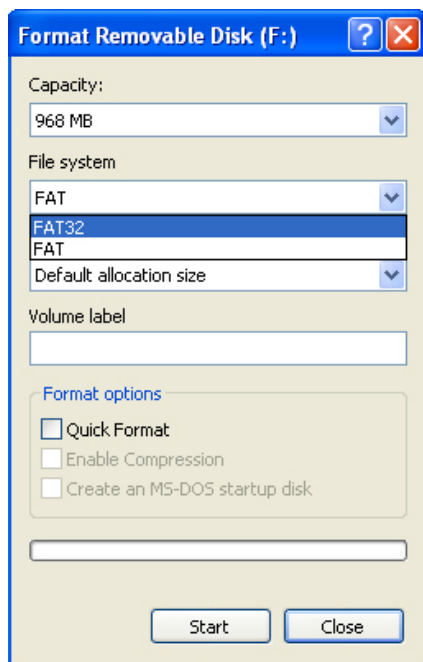 Format Removable Disk (F:)
Capacity:
968 MB
File system
FAT
FAT32
FAT
Default allocation size
Volume label
Format options
Quick Format
Enable Compression
Create an MS-DOS startup disk
Start Close